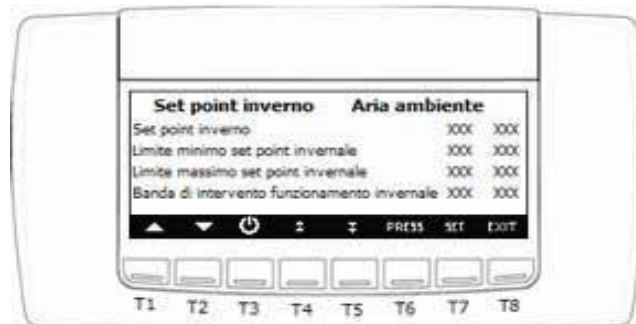 Set point inverno Aria ambiente
Set point inverno XXX XXX
Limite minimo set point invernale XXX XXX
Limite massimo set point invernale XXX XXX
Banda di intervento funzionamento invernale XXX XXX
PRESS SET EXIT
T1 T2 T3 T4 T5 T6 T7 T8